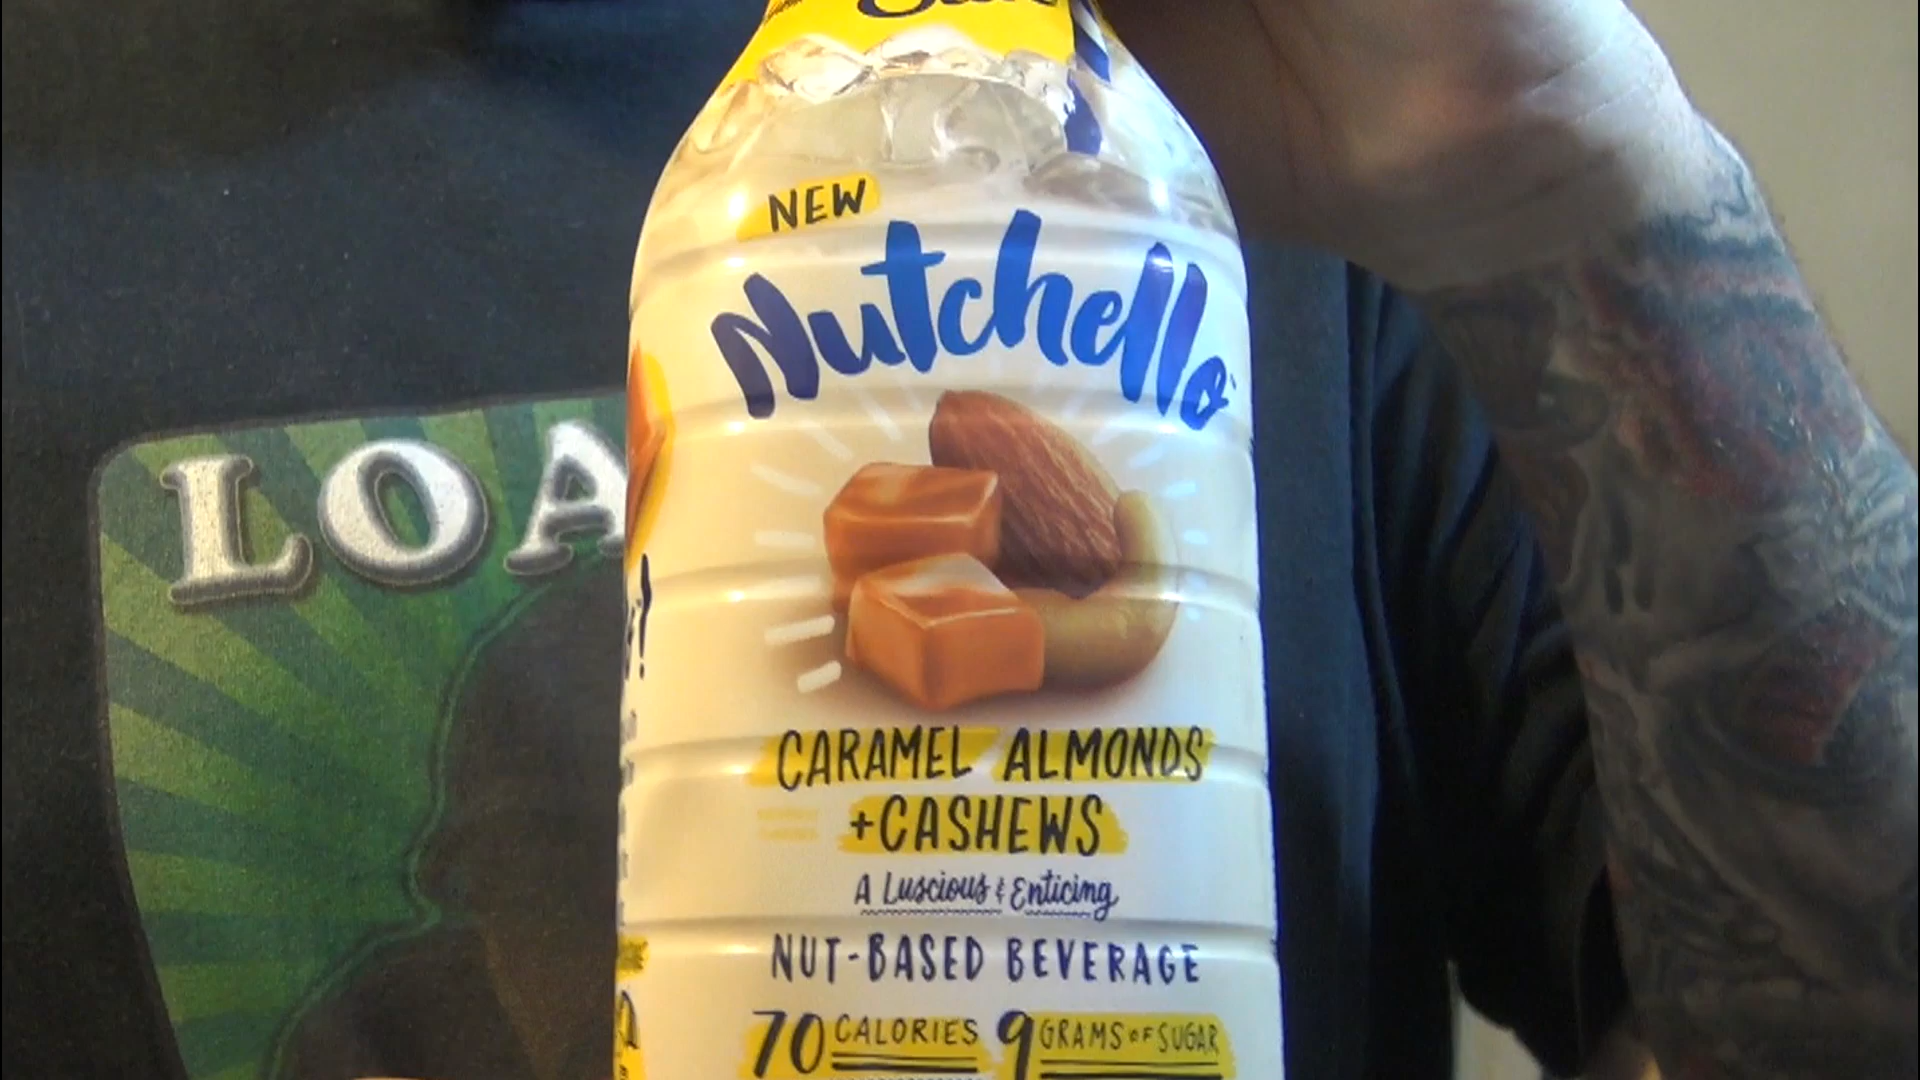 NEW
Nutchello
LOA
CARAMEL ALMONDS
+CASHEWS
A Luscious & Enticing
NUT-BASED BEVERAGE
70 CALORIES 9 GRAMS OF SUGAR